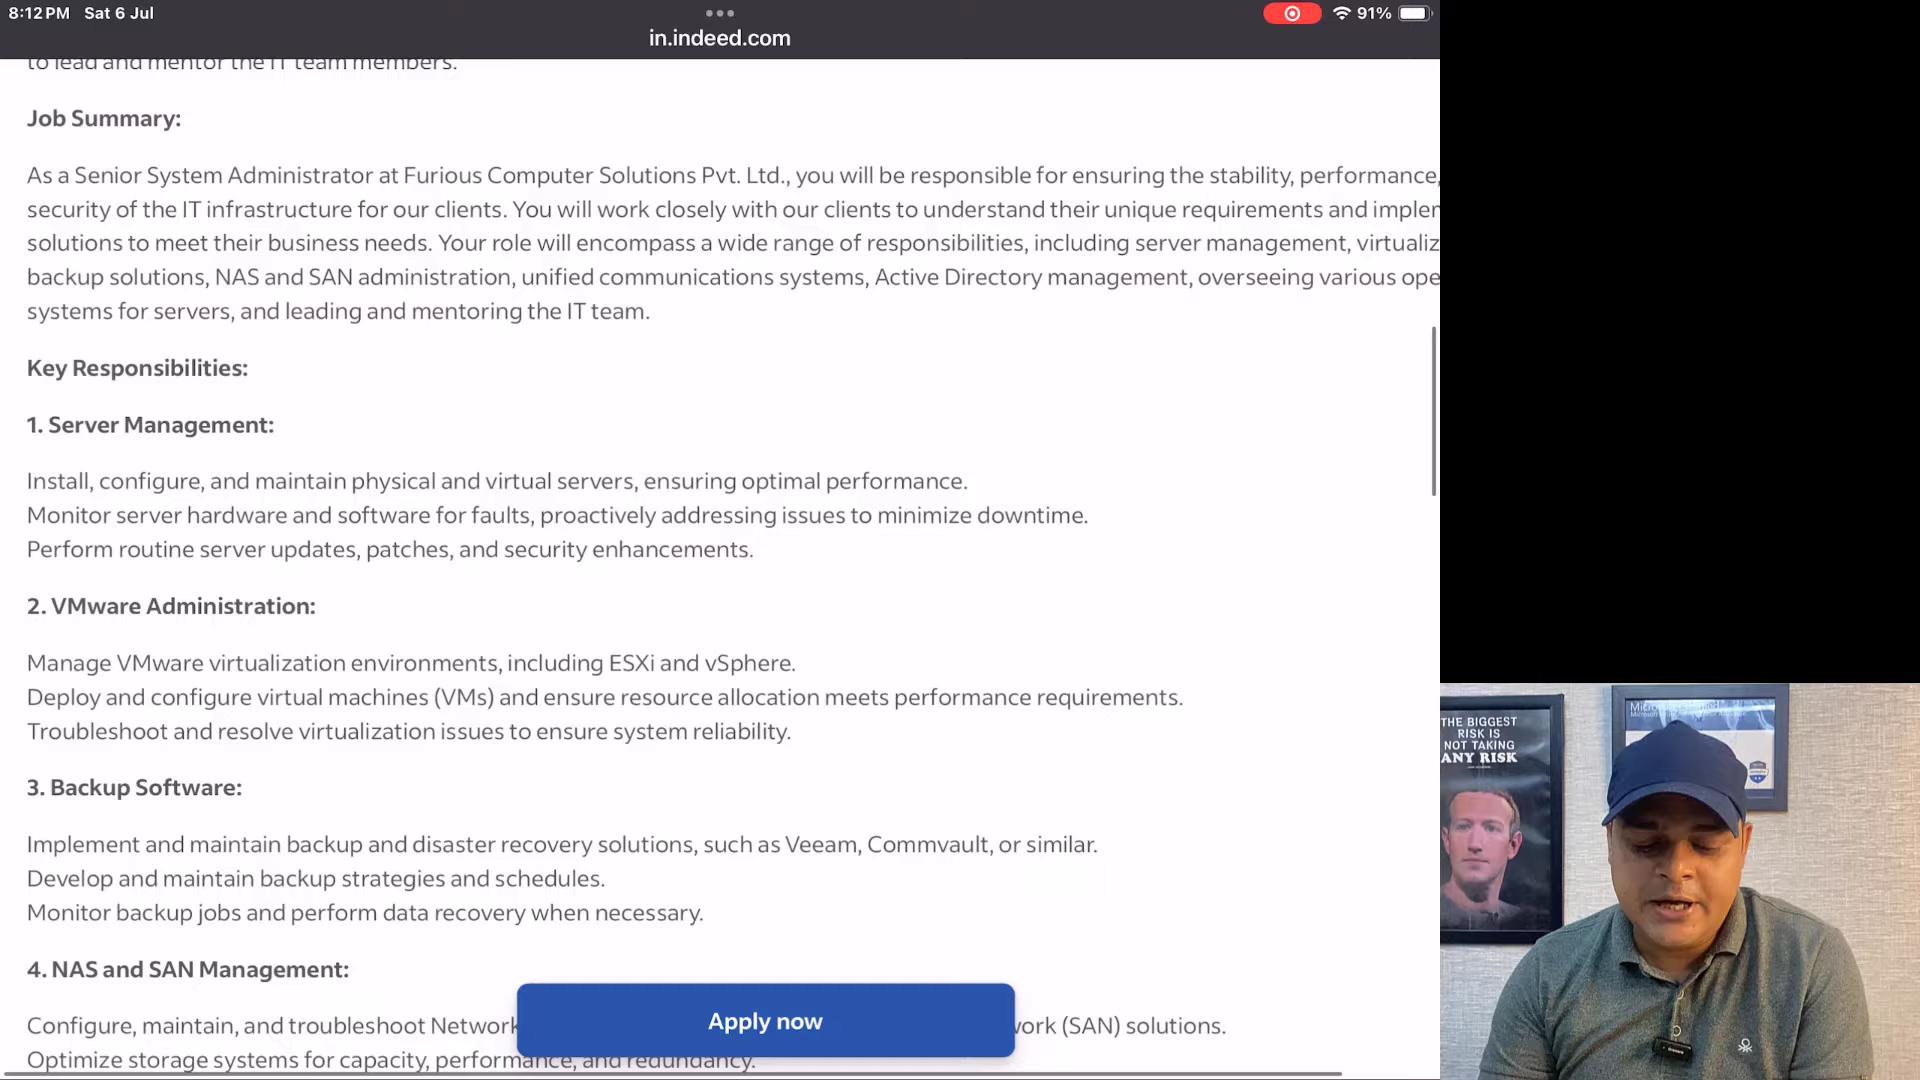 8:12 PM Sat 6 Jul
91%
in.indeed.com
to lead and mentor the IT team members.
Job Summary:
As a Senior System Administrator at Furious Computer Solutions Pvt. Ltd., you will be responsible for ensuring the stability, performance,
security of the IT infrastructure for our clients. You will work closely with our clients to understand their unique requirements and impler
solutions to meet their business needs. Your role will encompass a wide range of responsibilities, including server management, virtualiz
backup solutions, NAS and SAN administration, unified communications systems, Active Directory management, overseeing various ope
systems for servers, and leading and mentoring the IT team.
Key Responsibilities:
1. Server Management:
Install, configure, and maintain physical and virtual servers, ensuring optimal performance.
Monitor server hardware and software for faults, proactively addressing issues to minimize downtime.
Perform routine server updates, patches, and security enhancements.
2. VMware Administration:
Manage VMware virtualization environments, including ESXi and vSphere.
Deploy and configure virtual machines (VMs) and ensure resource allocation meets performance requirements.
Troubleshoot and resolve virtualization issues to ensure system reliability.
3. Backup Software:
Implement and maintain backup and disaster recovery solutions, such as Veeam, Commvault, or similar.
Develop and maintain backup strategies and schedules.
Monitor backup jobs and perform data recovery when necessary.
4. NAS and SAN Management:
Configure, maintain, and troubleshoot Network
work (SAN) solutions.
Optimize storage systems for capacity, performance, and redundancy.
Apply now
THE BIGGEST
RISK IS
NOT TAKING
ANY RISK